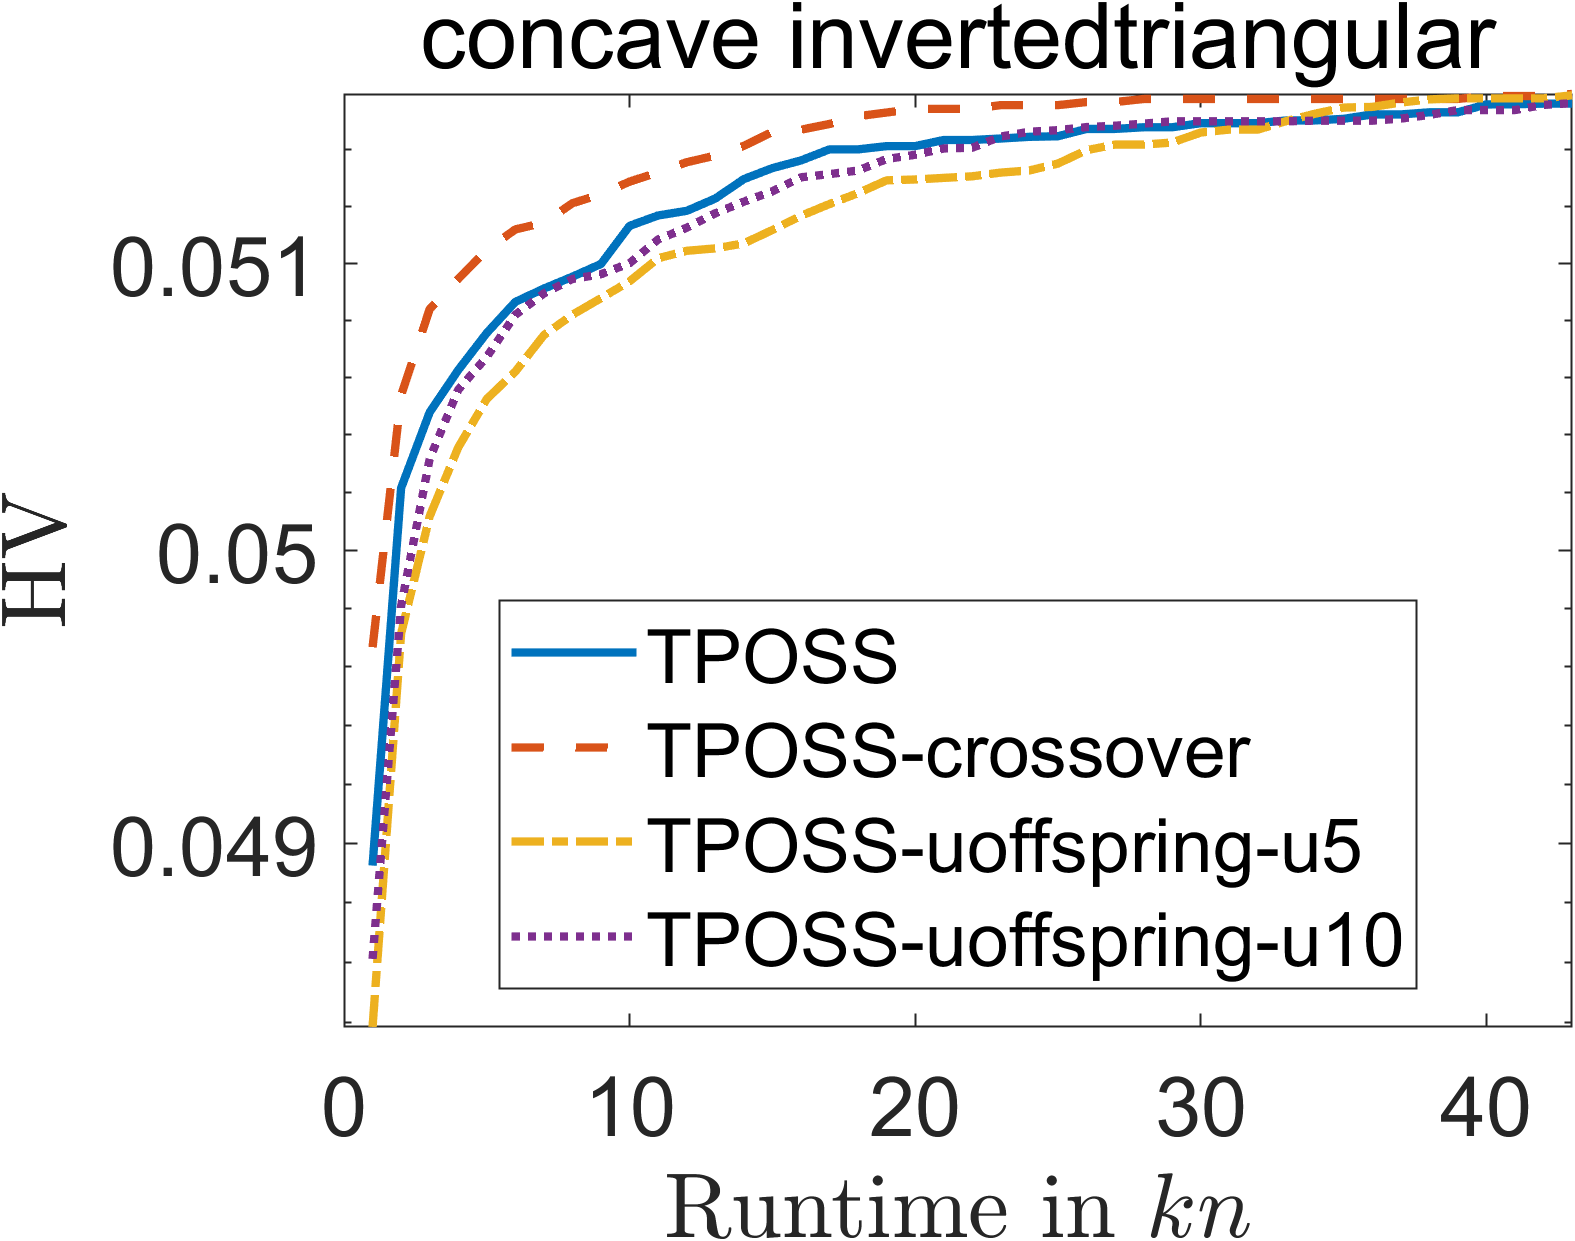 concave invertedtriangular
0.051
0.05
0.049
HV
TPOSS
TPOSS-crossover
TPOSS-uoffspring-u5
TPOSS-uoffspring-u10
0 10 20 30 40
Runtime in kn